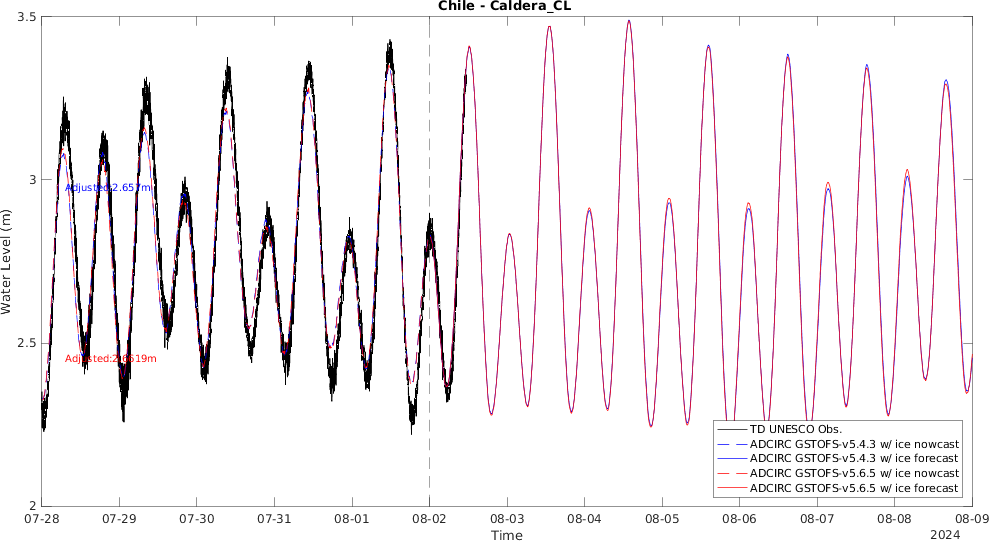 Chile - Caldera_CL
3.5
3
2.5
2
Water Level (m)
Adjusted:2.657m
Adjusted:2.6519m
TD UNESCO Obs.
ADCIRC GSTOFS-v5.4.3 w/ ice nowcast
ADCIRC GSTOFS-v5.4.3 w/ ice forecast
ADCIRC GSTOFS-v5.6.5 w/ ice nowcast
ADCIRC GSTOFS-v5.6.5 w/ ice forecast
07-28 07-29 07-30 07-31 08-01 08-02 08-03 08-04 08-05 08-06 08-07 08-08 08-09
Time
2024